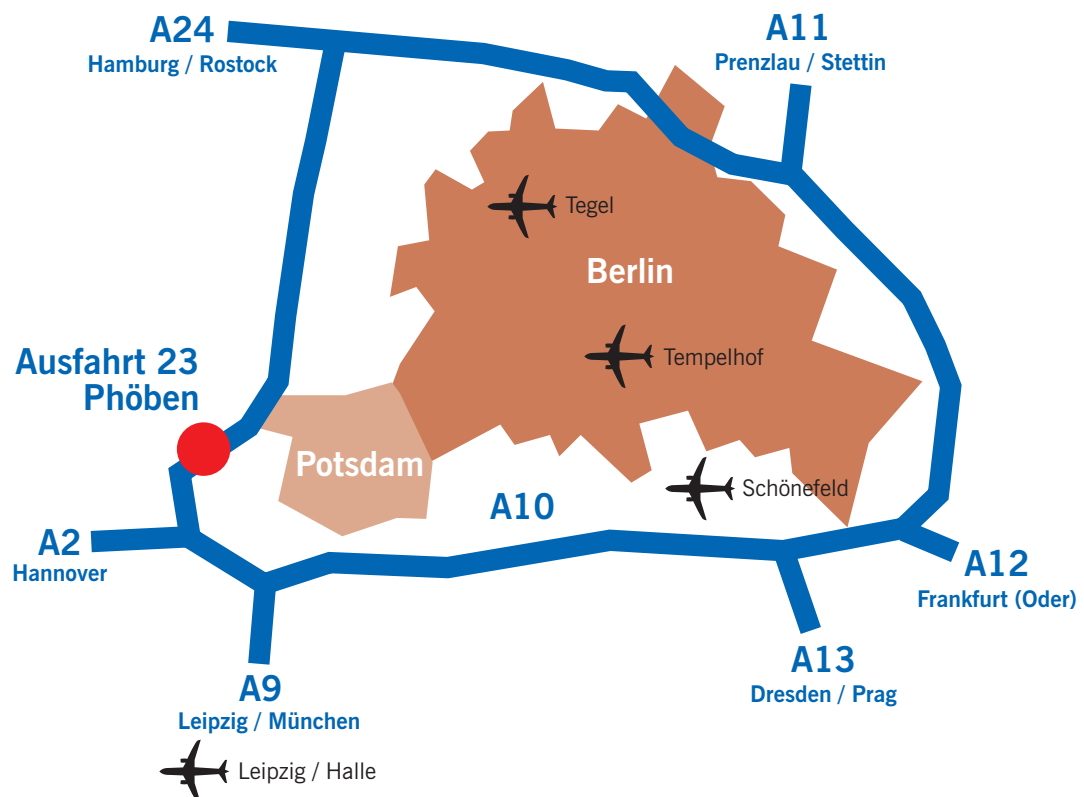 A24
Hamburg / Rostock
A11
Prenzlau / Stettin
Tegel
Berlin
Tempelhof
Ausfahrt 23
Phöben
Potsdam
Schönefeld
A10
A2
Hannover
A12
Frankfurt (Oder)
A13
Dresden / Prag
A9
Leipzig / München
Leipzig / Halle